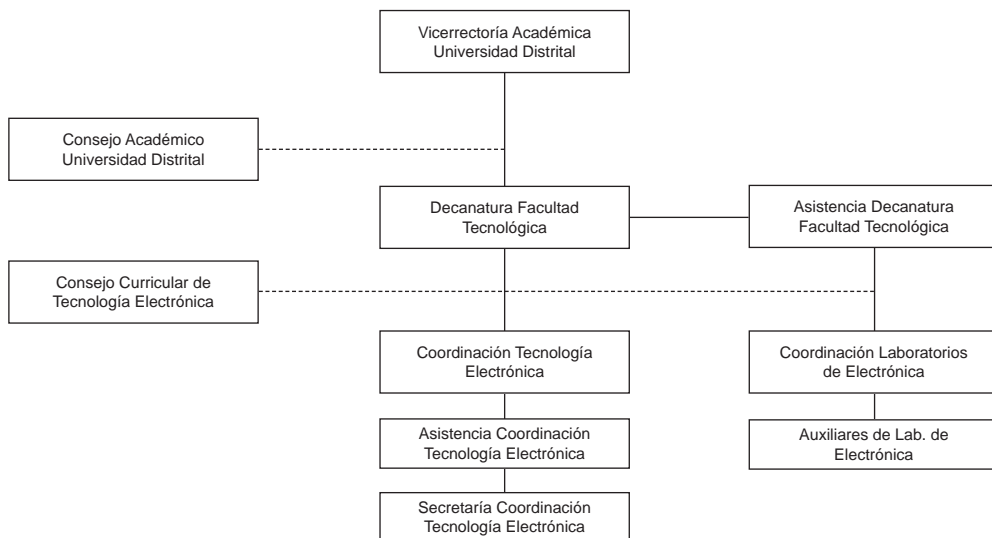 Vicerrectoría Académica
Universidad Distrital
Consejo Académico
Universidad Distrital
Decanatura Facultad
Tecnológica
Asistencia Decanatura
Facultad Tecnológica
Consejo Curricular de
Tecnología Electrónica
Coordinación Tecnología
Electrónica
Coordinación Laboratorios
de Electrónica
Asistencia Coordinación
Tecnología Electrónica
Auxiliares de Lab. de
Electrónica
Secretaría Coordinación
Tecnología Electrónica